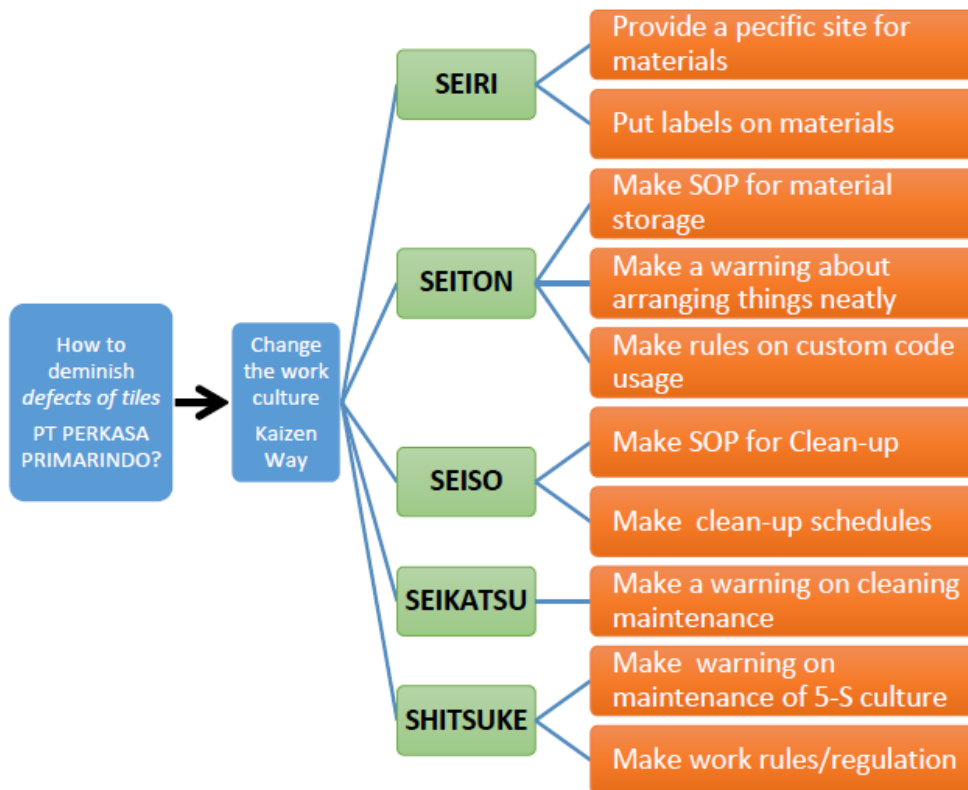 How to
deminish
defects of tiles
PT PERKASA
PRIMARINDO?
Change
the work
culture
Kaizen
Way
SEIRI
Provide a pecific site for
materials
Put labels on materials
SEITON
Make SOP for material
storage
Make a warning about
arranging things neatly
Make rules on custom code
usage
SEISO
Make SOP for Clean-up
Make clean-up schedules
SEIKATSU
Make a warning on cleaning
maintenance
SHITSUKE
Make warning on
maintenance of 5-S culture
Make work rules/regulation